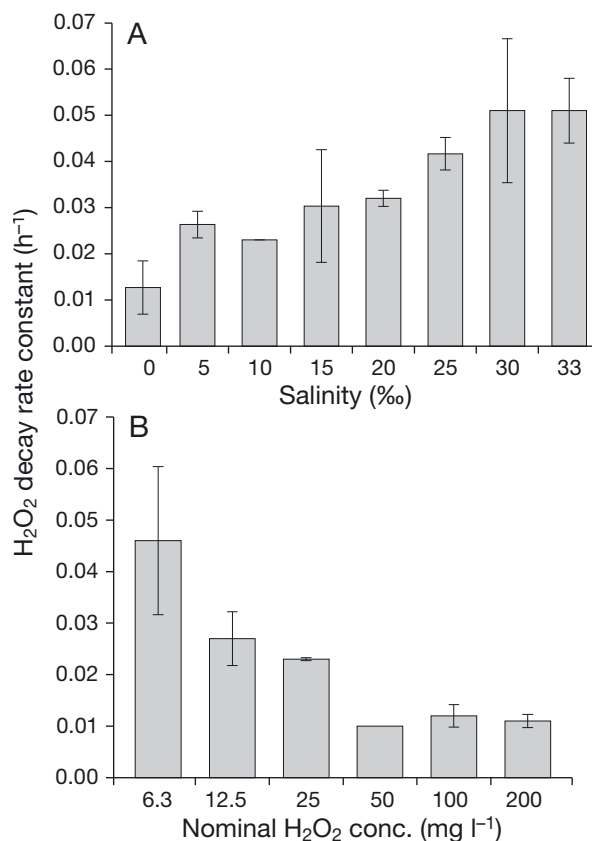 A
0.07
0.06
0.05
0.04
0.03
0.02
0.01
0.00
0 5 10 15 20 25 30 33
Salinity (‰)
H₂O₂ decay rate constant (h⁻¹)
B
0.07
0.06
0.05
0.04
0.03
0.02
0.01
0.00
6.3 12.5 25 50 100 200
Nominal H₂O₂ conc. (mg l⁻¹)